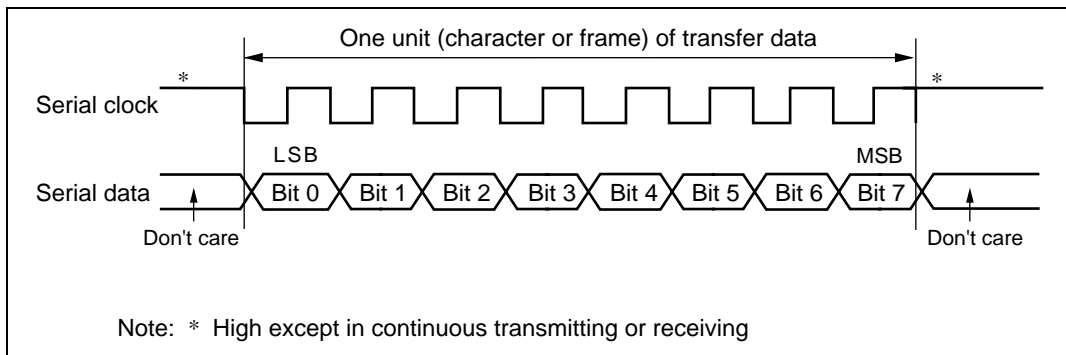 One unit (character or frame) of transfer data
* *
Serial clock
LSB MSB
Serial data Bit 0 Bit 1 Bit 2 Bit 3 Bit 4 Bit 5 Bit 6 Bit 7
Don't care Don't care
Note: * High except in continuous transmitting or receiving